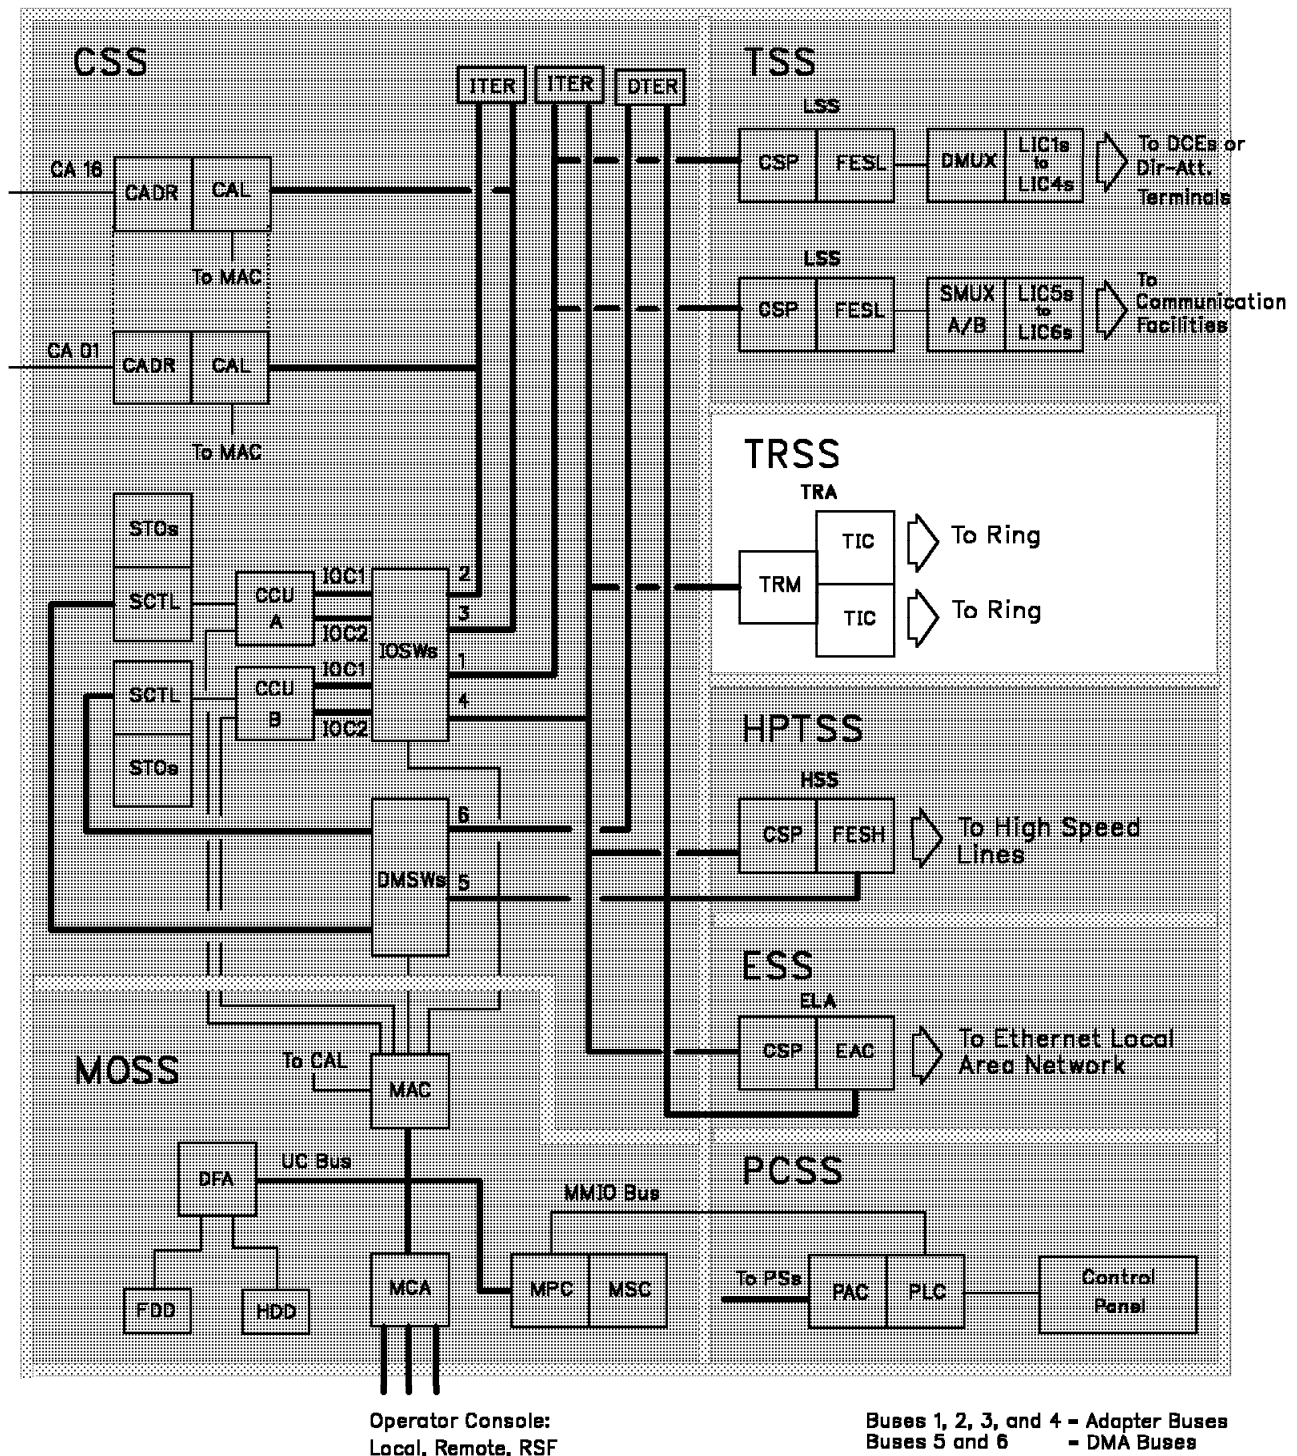 CSS
ITER
ITER
DTER
CA 16
CADR
CAL
To MAC
CA 01
CADR
CAL
To MAC
STOs
SCTL
CCU
A
IOC1
IOC2
IOSWs
2
3
1
4
SCTL
STOs
CCU
B
IOC1
IOC2
DMSWs
6
5
TSS
LSS
CSP
FESL
DMUX
LIC1s
to
LIC4s
To DCEs or
Dir-Att.
Terminals
LSS
CSP
FESL
SMUX
A/B
LIC5s
to
LIC6s
To
Communication
Facilities
TRSS
TRA
TRM
TIC
To Ring
TIC
To Ring
HPTSS
HSS
CSP
FESH
To High Speed
Lines
ESS
ELA
CSP
EAC
To Ethernet Local
Area Network
MOSS
To CAL
MAC
DFA
UC Bus
MMIO Bus
FDD
HDD
MCA
MPC
MSC
PCSS
To PSs
PAC
PLC
Control
Panel
Operator Console:
Local, Remote, RSF
Buses 1, 2, 3, and 4 = Adapter Buses
Buses 5 and 6 = DMA Buses